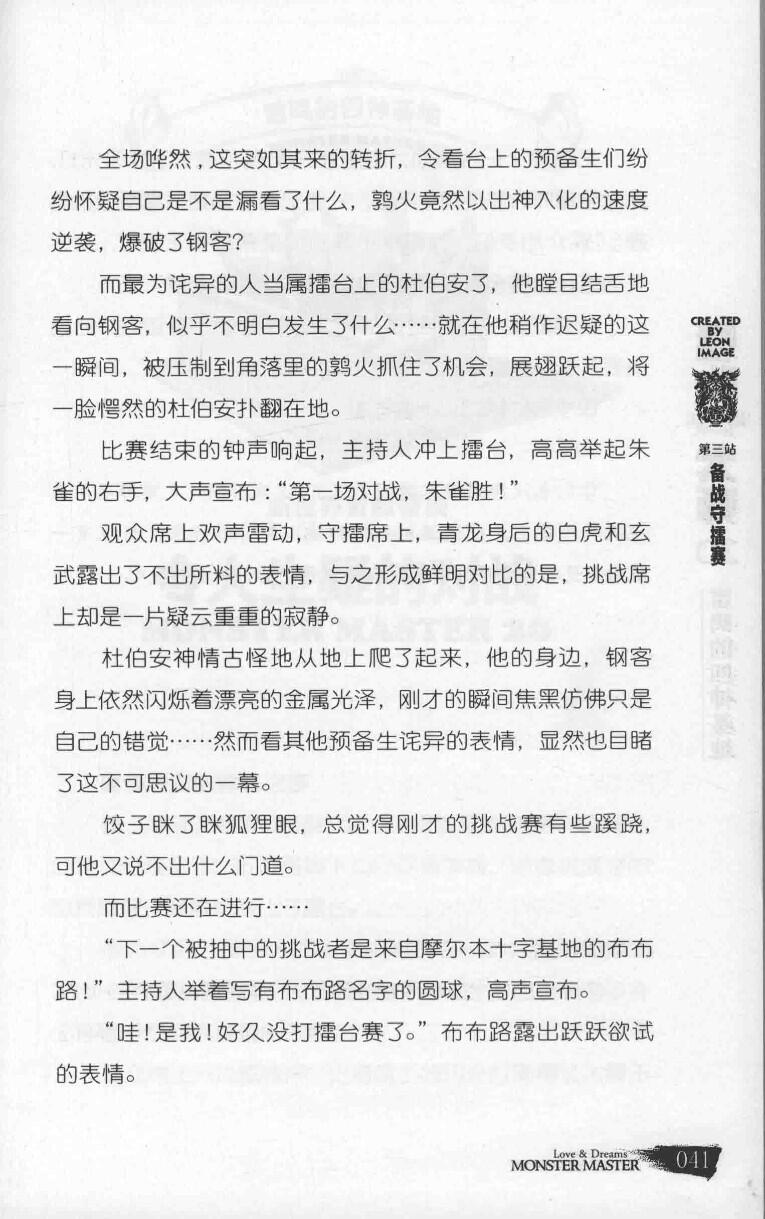 全场哗然，这突如其来的转折，令看台上的预备生们纷
纷怀疑自己是不是漏看了什么，鹑火竟然以出神入化的速度
逆袭，爆破了钢客？
而最为诧异的人当属擂台上的杜伯安了，他瞠目结舌地
看向钢客，似乎不明白发生了什么……就在他稍作迟疑的这
一瞬间，被压制到角落里的鹑火抓住了机会，展翅跃起，将
一脸愕然的杜伯安扑翻在地。
比赛结束的钟声响起，主持人冲上擂台，高高举起朱
雀的右手，大声宣布：“第一场对战，朱雀胜！”
观众席上欢声雷动，守擂席上，青龙身后的白虎和玄
武露出了不出所料的表情，与之形成鲜明对比的是，挑战席
上却是一片疑云重重的寂静。
杜伯安神情古怪地从地上爬了起来，他的身边，钢客
身上依然闪烁着漂亮的金属光泽，刚才的瞬间焦黑仿佛只是
自己的错觉……然而看其他预备生诧异的表情，显然也目睹
了这不可思议的一幕。
饺子眯了眯狐狸眼，总觉得刚才的挑战赛有些蹊跷，
可他又说不出什么门道。
而比赛还在进行……
“下一个被抽中的挑战者是来自摩尔本十字基地的布布
路！”主持人举着写有布布路名字的圆球，高声宣布。
“哇！是我！好久没打擂台赛了。”布布路露出跃跃欲试
的表情。
CREATED
BY
LEON
IMAGE
第三站
备战守擂赛
Love & Dreams
MONSTER MASTER
041